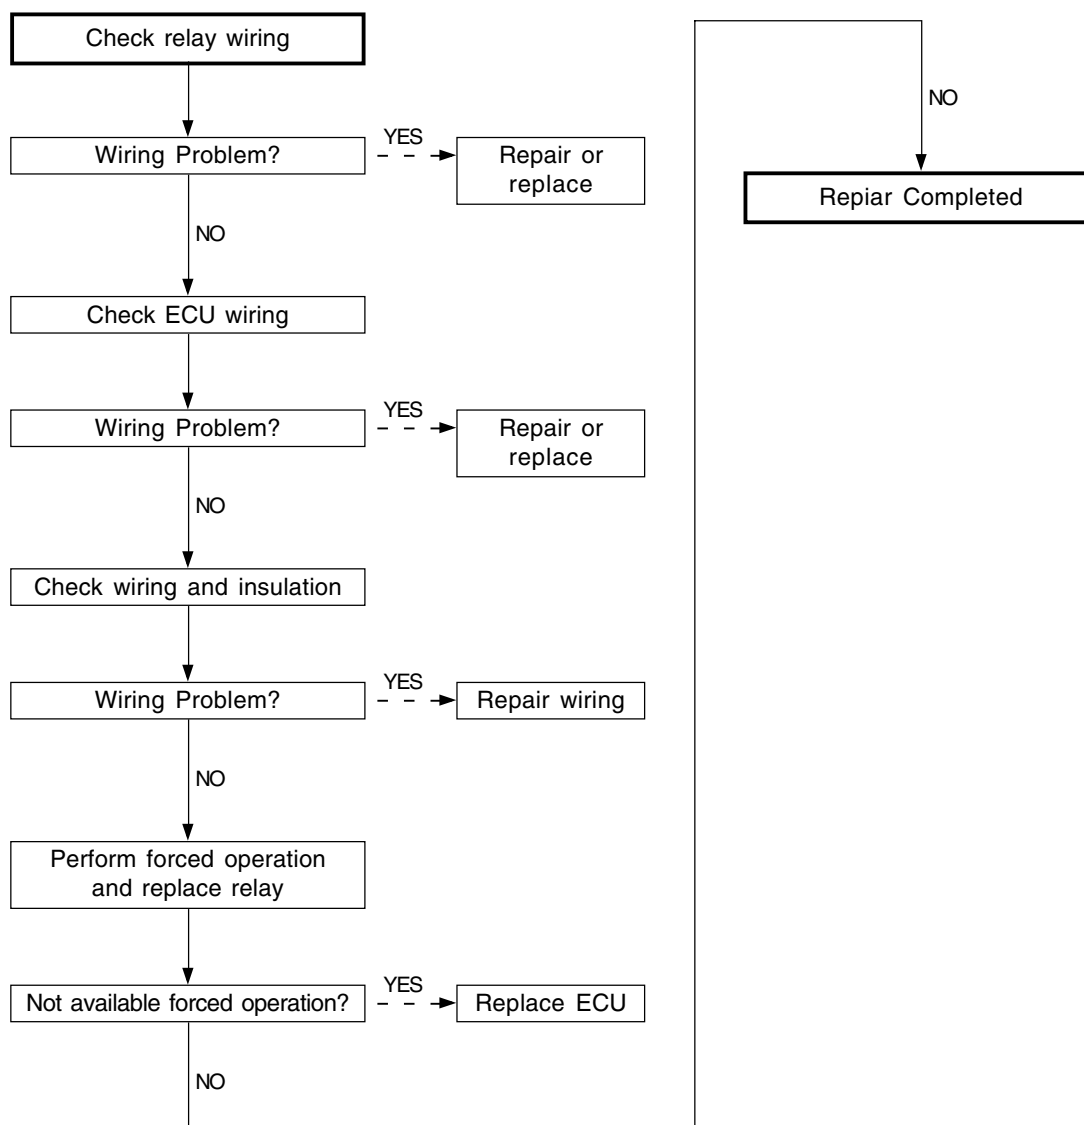 Check relay wiring
Wiring Problem?
YES
Repair or
replace
NO
Check ECU wiring
Wiring Problem?
YES
Repair or
replace
NO
Check wiring and insulation
Wiring Problem?
YES
Repair wiring
NO
Perform forced operation
and replace relay
Not available forced operation?
YES
Replace ECU
NO
NO
Repiar Completed